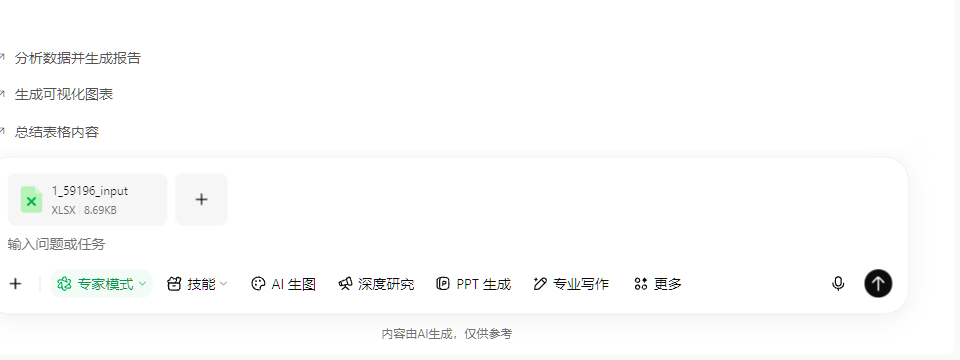 分析数据并生成报告
生成可视化图表
总结表格内容
1_59196_input
XLSX 8.69KB
输入问题或任务
专家模式 技能 AI 生图 深度研究 PPT 生成 专业写作 更多
内容由AI生成，仅供参考